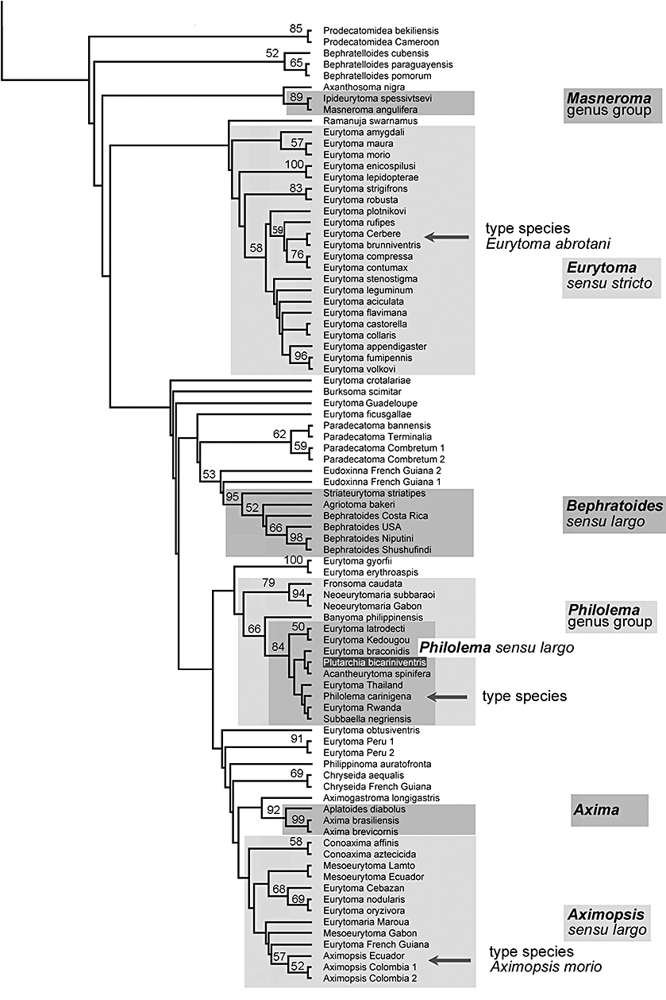 85
Prodecatomidea bekiliensis
Prodecatomidea Cameroon
52
Bephratelloides cubensis
65
Bephratelloides paraguayensis
Bephratelloides pomorum
Axanthosoma nigra
89
Ipideurytoma spessivtsevi
Masneroma angulifera
Masneroma
genus group
Ramanuja swarnamus
Eurytoma amygdali
57
Eurytoma maura
Eurytoma morio
100
Eurytoma enicospilusi
Eurytoma lepidopterae
83
Eurytoma strigifrons
Eurytoma robusta
Eurytoma plotnikovi
59
Eurytoma rufipes
Eurytoma Cerbere
type species
Eurytoma abrotani
58
Eurytoma brunniventris
76
Eurytoma compressa
Eurytoma contumax
Eurytoma
sensu stricto
Eurytoma stenostigma
Eurytoma leguminum
Eurytoma aciculata
Eurytoma flavimana
Eurytoma castorella
Eurytoma collaris
Eurytoma appendigaster
96
Eurytoma fumipennis
Eurytoma volkovi
Eurytoma crotalariae
Burksoma scimitar
Eurytoma Guadeloupe
Eurytoma ficusgallae
Paradecatoma bannensis
62
Paradecatoma Terminalia
59
Paradecatoma Combretum 1
Paradecatoma Combretum 2
53
Eudoxinna French Guiana 2
Eudoxinna French Guiana 1
95
Striateurytoma striatipes
52
Agriotoma bakeri
Bephratoides Costa Rica
66
Bephratoides USA
98
Bephratoides Niputini
Bephratoides Shushufindi
Bephratoides
sensu largo
100
Eurytoma gyorfii
Eurytoma erythroaspis
79
Fronsoma caudata
94
Neoeurytomaria subbaraoi
Neoeurytomaria Gabon
Philolema
genus group
66
Banyoma philippinensis
50
Eurytoma latrodecti
Eurytoma Kedougou
84
Eurytoma braconidis
Philolema sensu largo
Plutarchia bicariniventris
Acantheurytoma spinifera
Eurytoma Thailand
Philolema carinigena
type species
Eurytoma Rwanda
Subbaella negriensis
Eurytoma obtusiventris
91
Eurytoma Peru 1
Eurytoma Peru 2
Philippinoma auratofronta
69
Chryseida aequalis
Chryseida French Guiana
Aximogastroma longigastris
92
Aplatoides diabolus
99
Axima brasiliensis
Axima brevicornis
Axima
58
Conoaxima affinis
Conoaxima aztecicida
Mesoeurytoma Lamto
Mesoeurytoma Ecuador
68
Eurytoma Cebazan
69
Eurytoma nodularis
Eurytoma oryzivora
Eurytomaria Maroua
Mesoeurytoma Gabon
Aximopsis
sensu largo
Eurytoma French Guiana
57
Aximopsis Ecuador
type species
Aximopsis morio
52
Aximopsis Colombia 1
Aximopsis Colombia 2